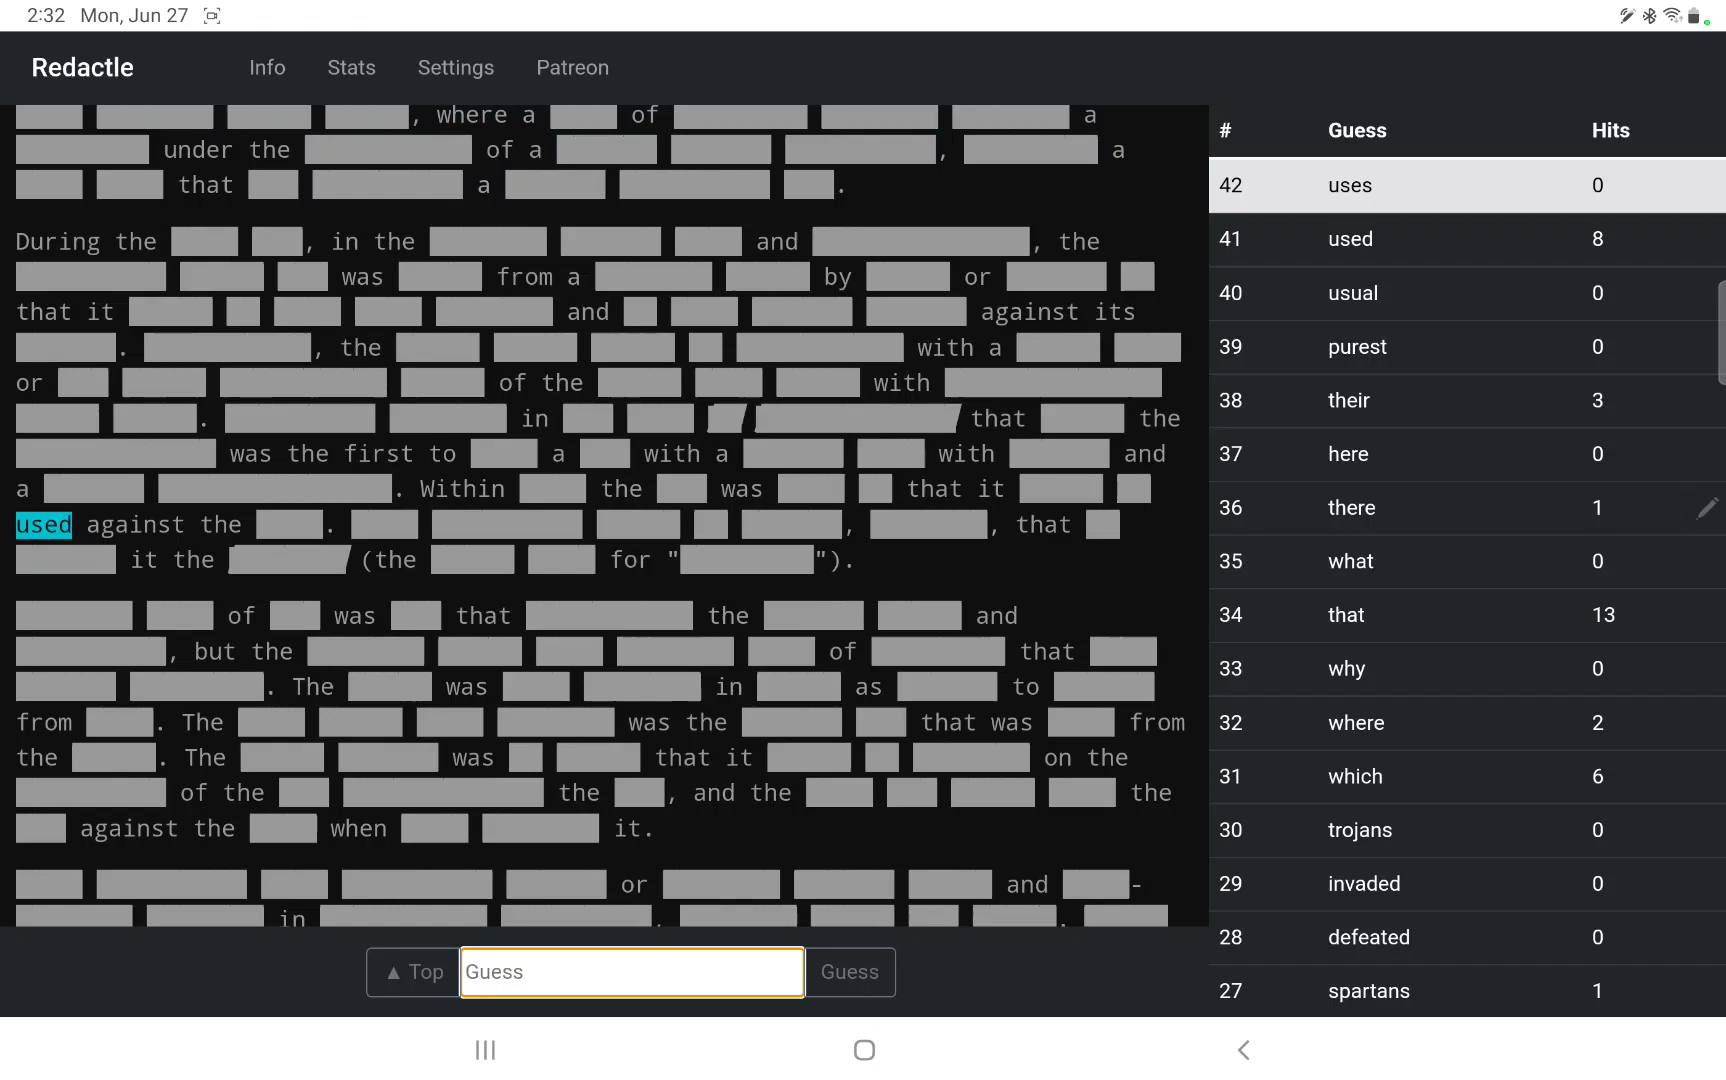 2:32 Mon, Jun 27
Redactle Info Stats Settings Patreon
, where a of a
under the of a , a
that a .
During the , in the and , the
was from a by or
that it and against its
. , the with a
or of the with
. in that the
was the first to a with a with and
a . Within the was that it
used against the . , , that
it the (the for " ").
of was that the and
, but the of that
. The was in as to
from . The was the that was from
the . The was that it on the
of the the , and the the
against the when it.
or and -
in , .
▲ Top Guess Guess
# Guess Hits
42 uses 0
41 used 8
40 usual 0
39 purest 0
38 their 3
37 here 0
36 there 1
35 what 0
34 that 13
33 why 0
32 where 2
31 which 6
30 trojans 0
29 invaded 0
28 defeated 0
27 spartans 1